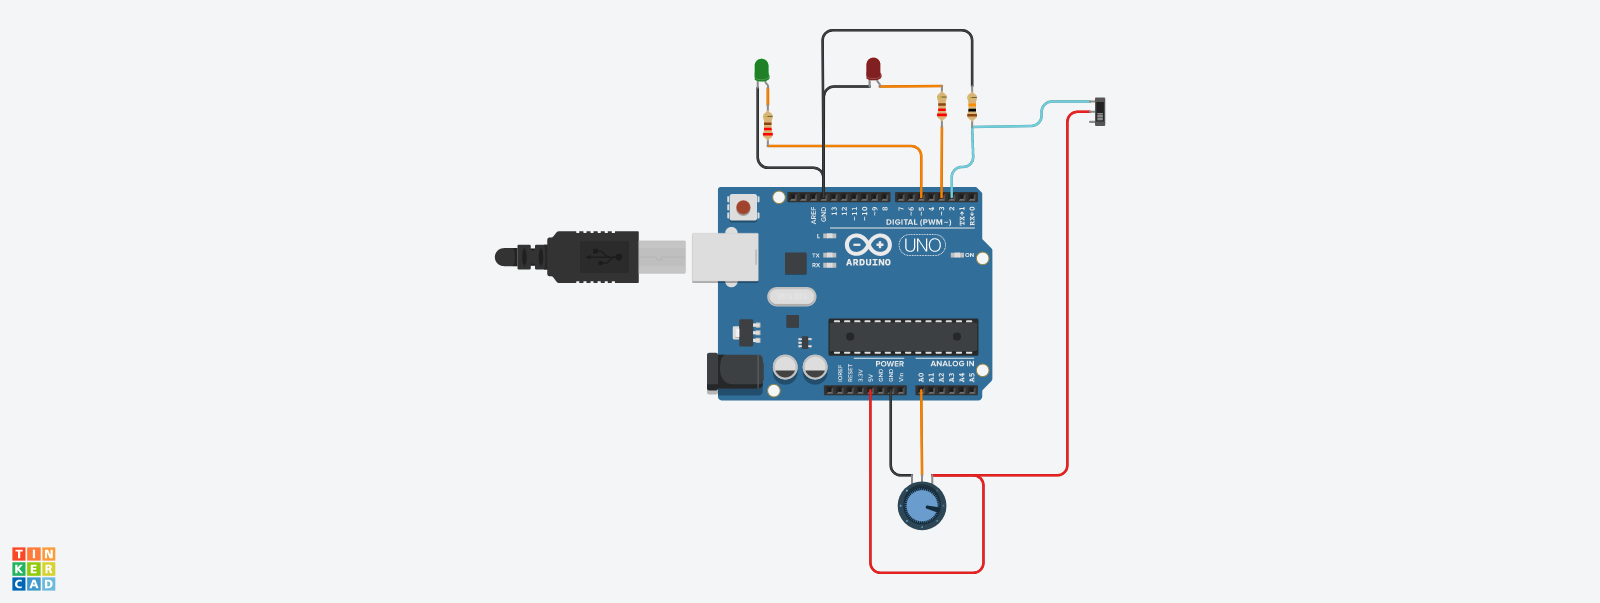 AREF
GND
13
12
~11
~10
~9
8
7
~6
~5
4
~3
2
TX→1
RX←0
DIGITAL (PWM~)
L
TX
RX
ARDUINO
UNO
ON
POWER
ANALOG IN
IOREF
RESET
3.3V
5V
GND
GND
Vin
A0
A1
A2
A3
A4
A5
TIN
KER
CAD